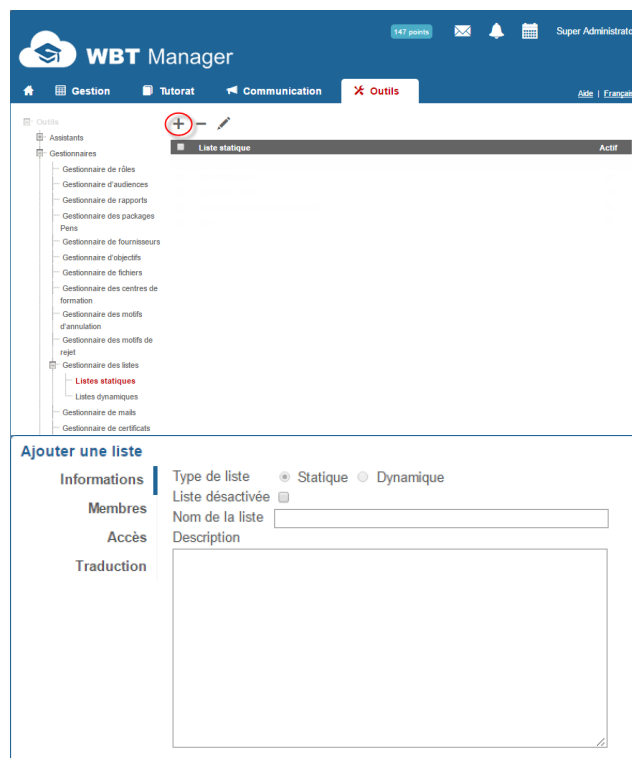 147 points
Super Administrato
WBT Manager
Gestion
Tutorat
Communication
Outils
Aide | Français
Outils
Assistants
Gestionnaires
Gestionnaire de rôles
Gestionnaire d'audiences
Gestionnaire de rapports
Gestionnaire des packages
Pens
Gestionnaire de fournisseurs
Gestionnaire d'objectifs
Gestionnaire de fichiers
Gestionnaire des centres de
formation
Gestionnaire des motifs
d'annulation
Gestionnaire des motifs de
rejet
Gestionnaire des listes
Listes statiques
Listes dynamiques
Gestionnaire de mails
Gestionnaire de certificats
Liste statique
Actif
Ajouter une liste
Informations
Membres
Accès
Traduction
Type de liste
Statique
Dynamique
Liste désactivée
Nom de la liste
Description